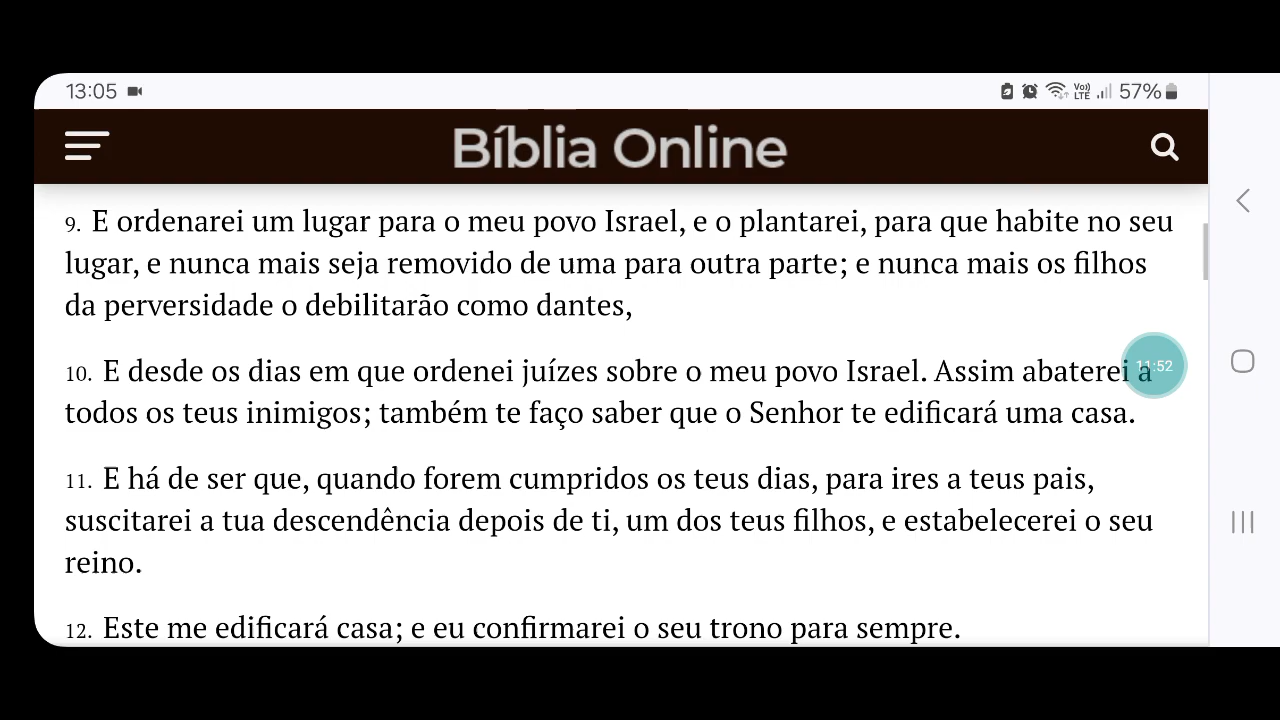 13:05
Voj) LTE 57%
Bíblia Online
9. E ordenarei um lugar para o meu povo Israel, e o plantarei, para que habite no seu
lugar, e nunca mais seja removido de uma para outra parte; e nunca mais os filhos
da perversidade o debilitarão como dantes,
10. E desde os dias em que ordenei juízes sobre o meu povo Israel. Assim abaterei a
11:52
todos os teus inimigos; também te faço saber que o Senhor te edificará uma casa.
11. E há de ser que, quando forem cumpridos os teus dias, para ires a teus pais,
suscitarei a tua descendência depois de ti, um dos teus filhos, e estabelecerei o seu
reino.
12. Este me edificará casa; e eu confirmarei o seu trono para sempre.